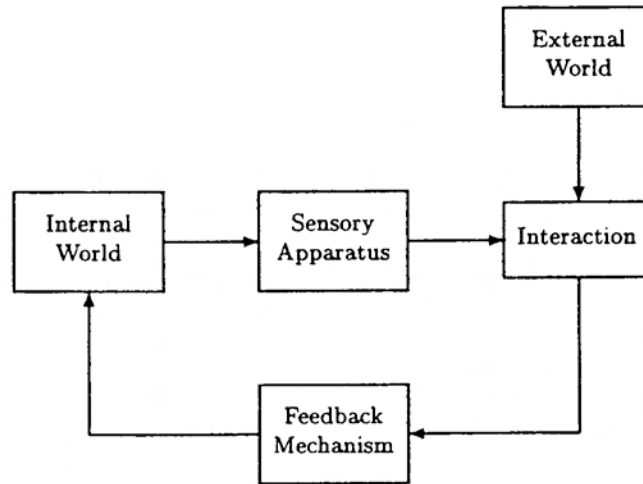 External
World
Internal
World
Sensory
Apparatus
Interaction
Feedback
Mechanism